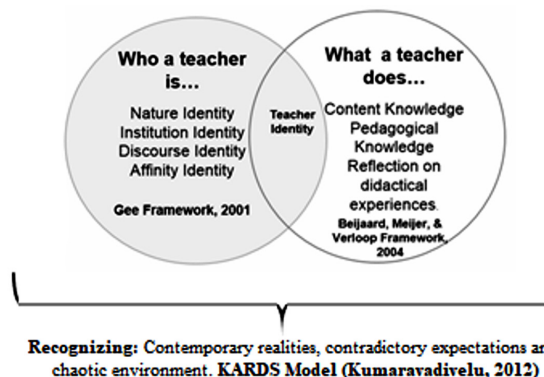 Who a teacher
is...
Nature Identity
Institution Identity
Discourse Identity
Affinity Identity
Gee Framework, 2001
Teacher
Identity
What a teacher
does...
Content Knowledge
Pedagogical
Knowledge
Reflection on
didactical
experiences.
Beijaard, Meijer, &
Verloop Framework,
2004
Recognizing: Contemporary realities, contradictory expectations
chaotic environment. KARDS Model (Kumaravadivelu, 2012)